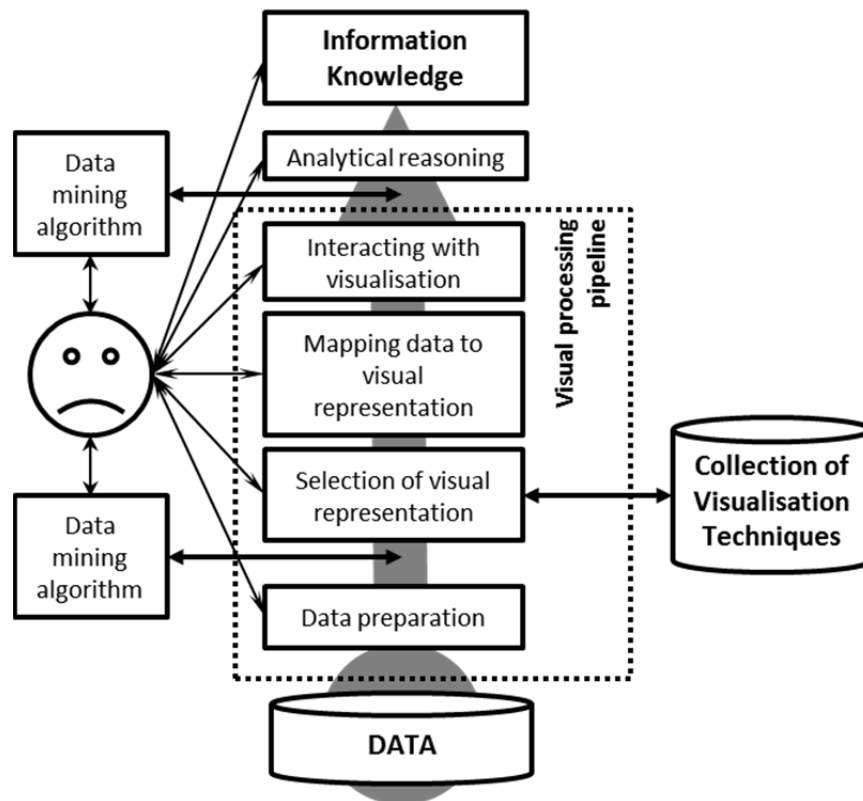 Information
Knowledge
Data
mining
algorithm
Analytical reasoning
Interacting with
visualisation
Visual processing
pipeline
Mapping data to
visual
representation
Selection of visual
representation
Collection of
Visualisation
Techniques
Data
mining
algorithm
Data preparation
DATA